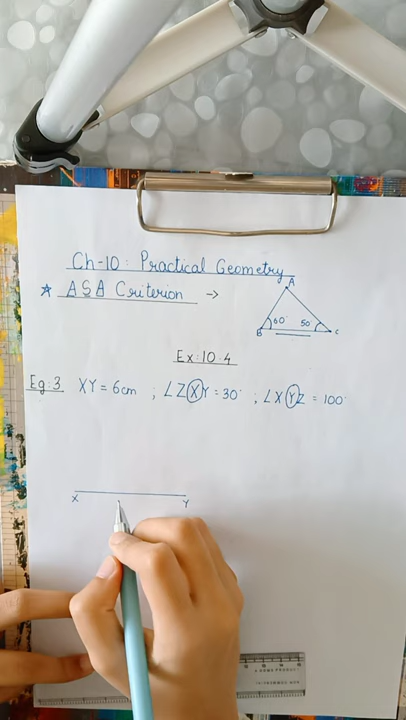 Ch-10: Practical Geometry
☆ ASA Criterion →
A
60° 50°
B C
Ex:10.4
Eg:3 XY = 6cm ; ∠ZXY = 30° ; ∠XYZ = 100°
X Y